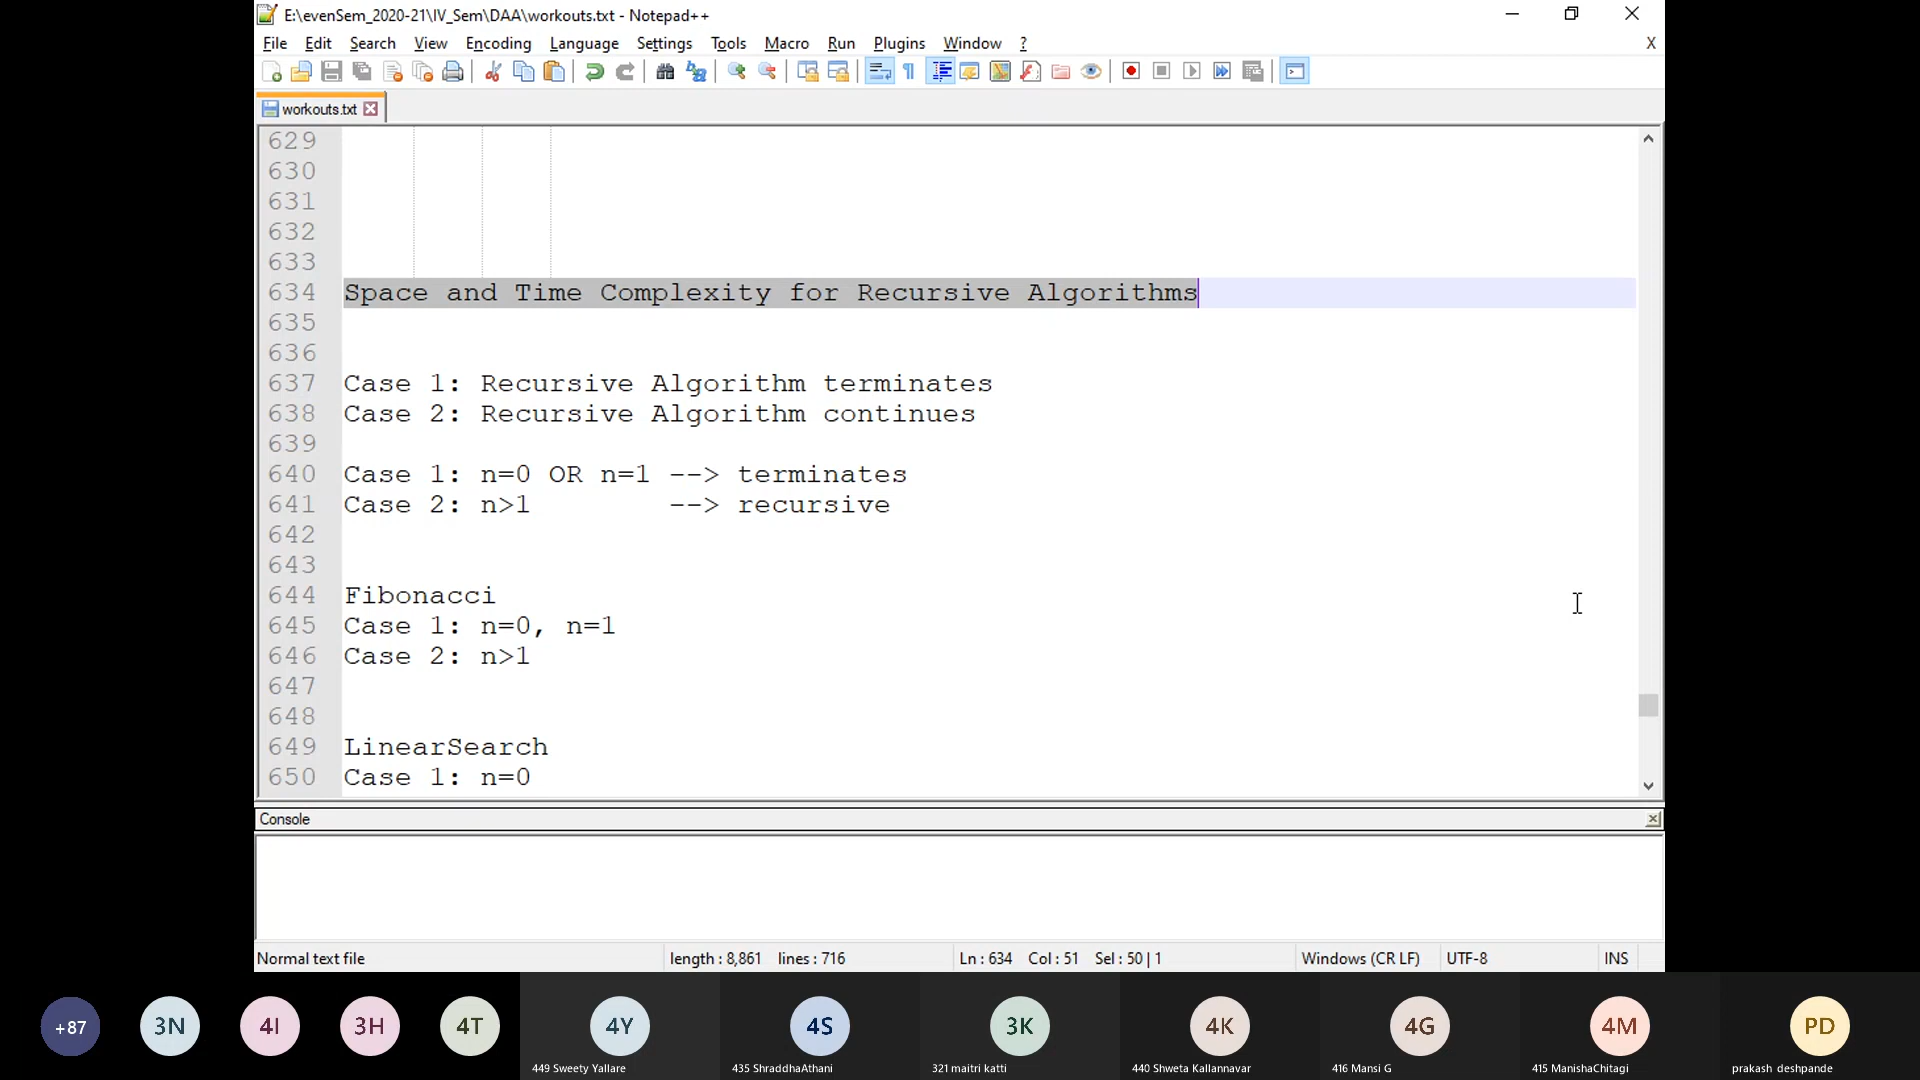 E:\evenSem_2020-21\IV_Sem\DAA\workouts.txt - Notepad++
File Edit Search View Encoding Language Settings Tools Macro Run Plugins Window ? X
workouts.txt
629
630
631
632
633
634 Space and Time Complexity for Recursive Algorithms
635
636
637 Case 1: Recursive Algorithm terminates
638 Case 2: Recursive Algorithm continues
639
640 Case 1: n=0 OR n=1 --> terminates
641 Case 2: n>1 --> recursive
642
643
644 Fibonacci
645 Case 1: n=0, n=1
646 Case 2: n>1
647
648
649 LinearSearch
650 Case 1: n=0
Console
Normal text file length : 8,861 lines : 716 Ln : 634 Col : 51 Sel : 50 | 1 Windows (CR LF) UTF-8 INS
+87 3N 4I 3H 4T 4Y 4S 3K 4K 4G 4M PD
449 Sweety Yallare 435 ShraddhaAthani 321 maitri katti 440 Shweta Kallannavar 416 Mansi G 415 ManishaChitagi prakash deshpande